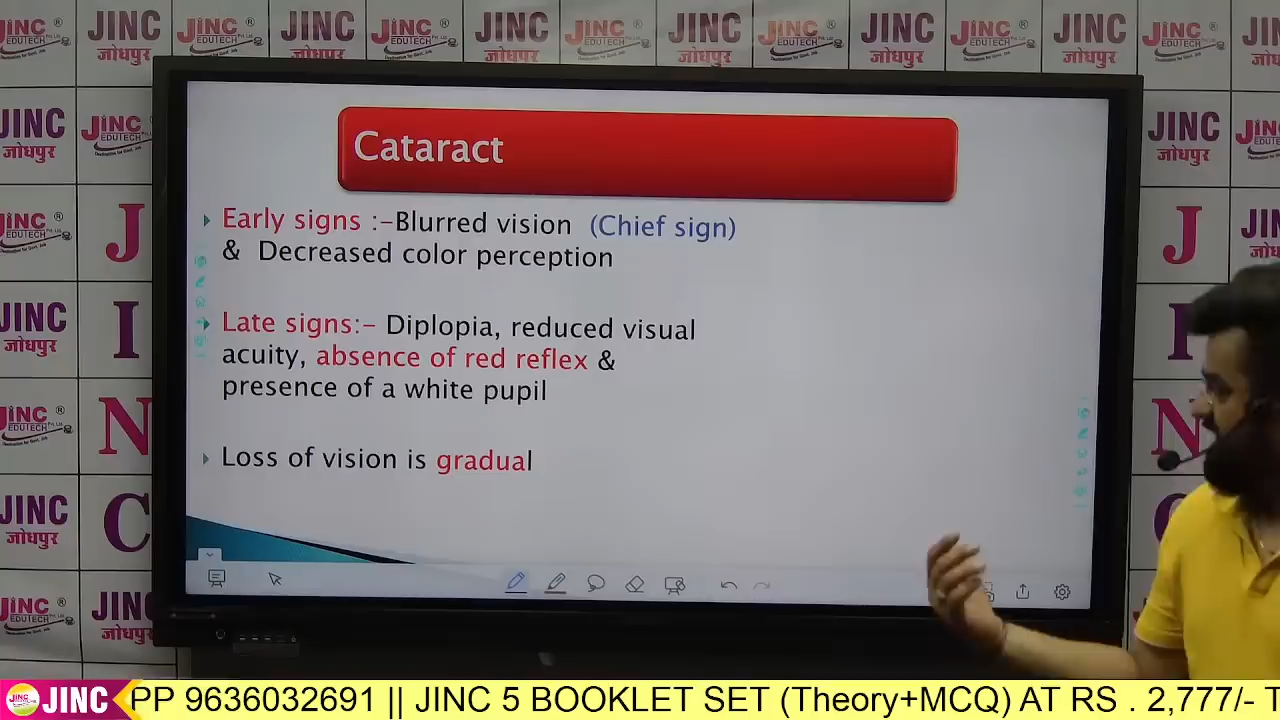 Cataract
Early signs :-Blurred vision (Chief sign)
& Decreased color perception
Late signs:- Diplopia, reduced visual
acuity, absence of red reflex &
presence of a white pupil
Loss of vision is gradual
JINC
जोधपुर
JINC
EDUTECH
J
I
N
C
JINC PP 9636032691 || JINC 5 BOOKLET SET (Theory+MCQ) AT RS . 2,777/- T